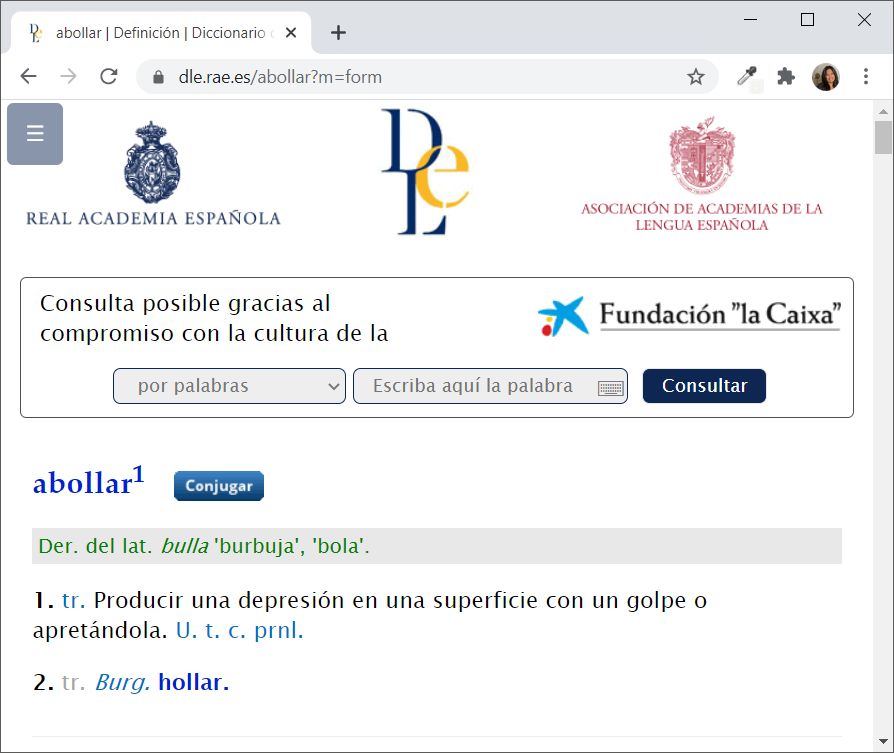 abollar | Definición | Diccionario
dle.rae.es/abollar?m=form
REAL ACADEMIA ESPAÑOLA
DLe
ASOCIACIÓN DE ACADEMIAS DE LA
LENGUA ESPAÑOLA
Consulta posible gracias al
compromiso con la cultura de la
Fundación "la Caixa"
por palabras
Escriba aquí la palabra
Consultar
abollar¹
Conjugar
Der. del lat. bulla 'burbuja', 'bola'.
1. tr. Producir una depresión en una superficie con un golpe o
apretándola. U. t. c. prnl.
2. tr. Burg. hollar.